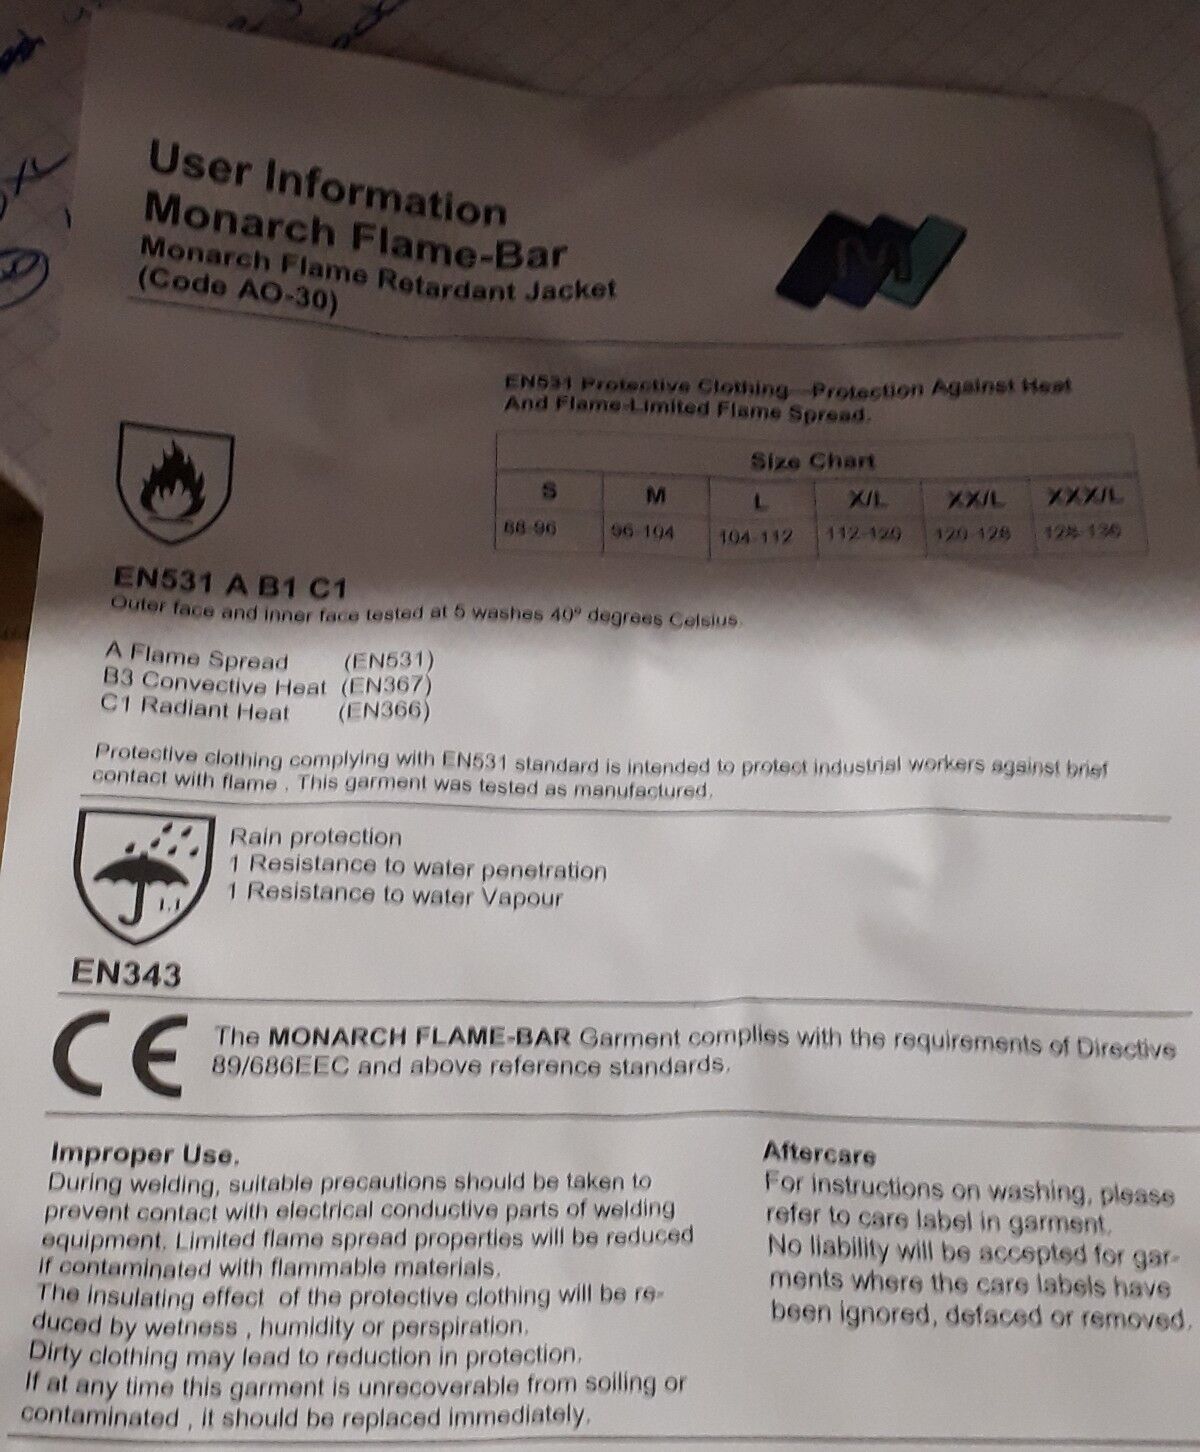 User Information
Monarch Flame-Bar
Monarch Flame Retardant Jacket
(Code AO-30)
M
EN531 Protective Clothing—Protection Against Heat
And Flame-Limited Flame Spread.
Size Chart
S M L X/L XX/L XXX/L
88-96 96-104 104-112 112-120 120-128 128-136
EN531 A B1 C1
Outer face and inner face tested at 5 washes 40º degrees Celsius.
A Flame Spread (EN531)
B3 Convective Heat (EN367)
C1 Radiant Heat (EN366)
Protective clothing complying with EN531 standard is intended to protect industrial workers against brief
contact with flame . This garment was tested as manufactured.
Rain protection
1 Resistance to water penetration
1 Resistance to water Vapour
1.1
EN343
CE
The MONARCH FLAME-BAR Garment complies with the requirements of Directive
89/686EEC and above reference standards.
Improper Use.
During welding, suitable precautions should be taken to
prevent contact with electrical conductive parts of welding
equipment. Limited flame spread properties will be reduced
if contaminated with flammable materials.
The insulating effect of the protective clothing will be re-
duced by wetness , humidity or perspiration.
Dirty clothing may lead to reduction in protection.
If at any time this garment is unrecoverable from soiling or
contaminated , it should be replaced immediately.
Aftercare
For instructions on washing, please
refer to care label in garment.
No liability will be accepted for gar-
ments where the care labels have
been ignored, defaced or removed.